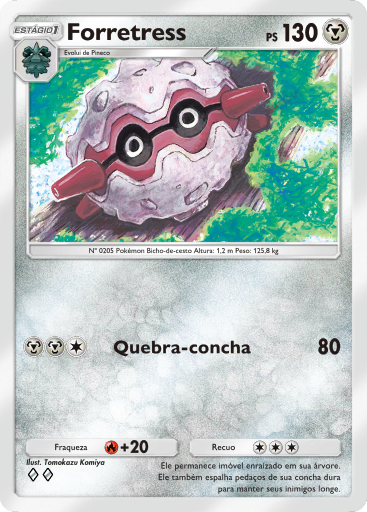 ESTÁGIO 1
Forretress
PS 130
Evolui de Pineco
Nº 0205 Pokémon Bicho-de-cesto Altura: 1,2 m Peso: 125,8 kg
Quebra-concha 80
Fraqueza +20
Recuo
Ilust. Tomokazu Komiya
Ele permanece imóvel enraizado em sua árvore.
Ele também espalha pedaços de sua concha dura
para manter seus inimigos longe.